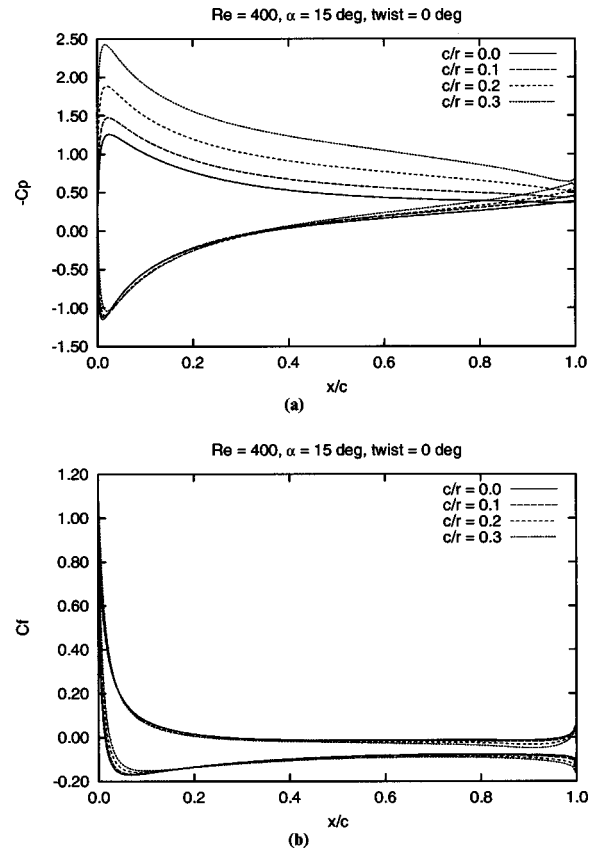 Re = 400, α = 15 deg, twist = 0 deg
2.50
2.00
1.50
1.00
0.50
0.00
-0.50
-1.00
-1.50
-Cp
c/r = 0.0
c/r = 0.1
c/r = 0.2
c/r = 0.3
0.0 0.2 0.4 0.6 0.8 1.0
x/c
(a)
Re = 400, α = 15 deg, twist = 0 deg
1.20
1.00
0.80
0.60
0.40
0.20
0.00
-0.20
Cf
c/r = 0.0
c/r = 0.1
c/r = 0.2
c/r = 0.3
0.0 0.2 0.4 0.6 0.8 1.0
x/c
(b)